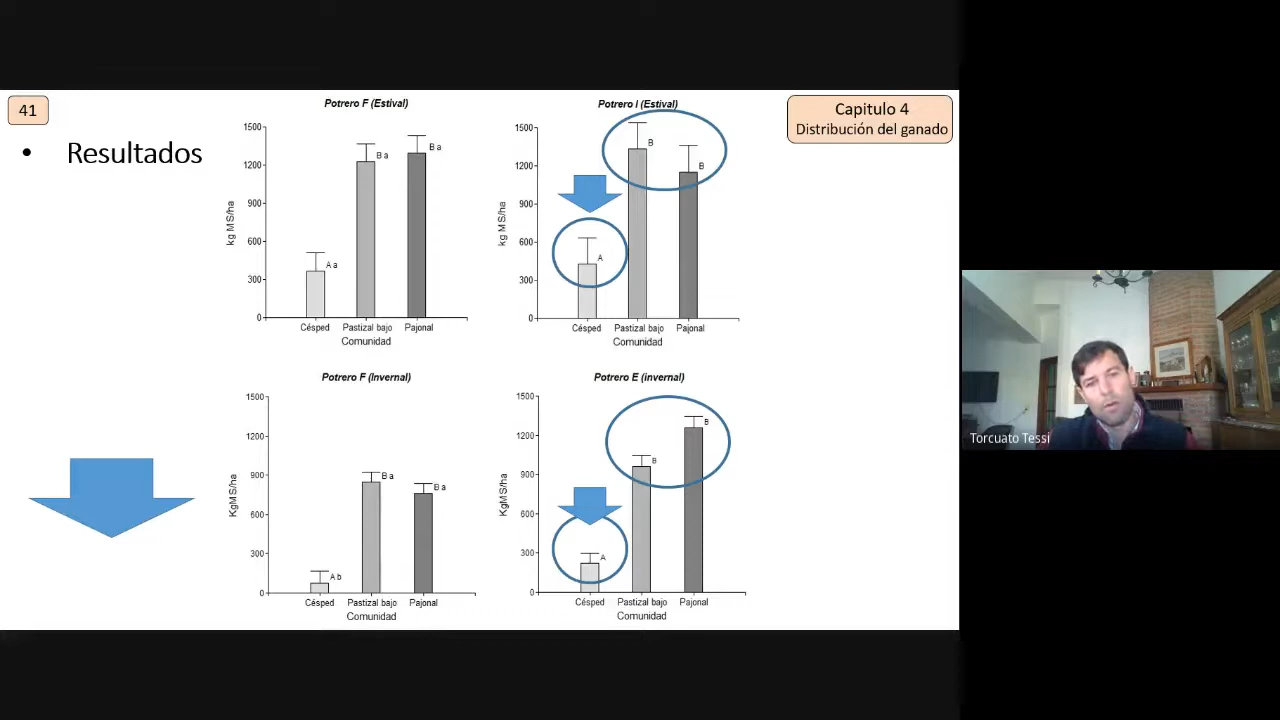 41
Capitulo 4
Distribución del ganado
• Resultados
Potrero F (Estival)
kg MS/ha
1500
1200
900
600
300
0
A a
B a
B a
Césped Pastizal bajo Pajonal
Comunidad
Potrero I (Estival)
kg MS/ha
1500
1200
900
600
300
0
A
B
B
Césped Pastizal bajo Pajonal
Comunidad
Potrero F (Invernal)
KgMS/ha
1500
1200
900
600
300
0
A b
B a
B a
Césped Pastizal bajo Pajonal
Comunidad
Potrero E (invernal)
KgMS/ha
1500
1200
900
600
300
0
A
B
B
Césped Pastizal bajo Pajonal
Comunidad
Torcuato Tessi